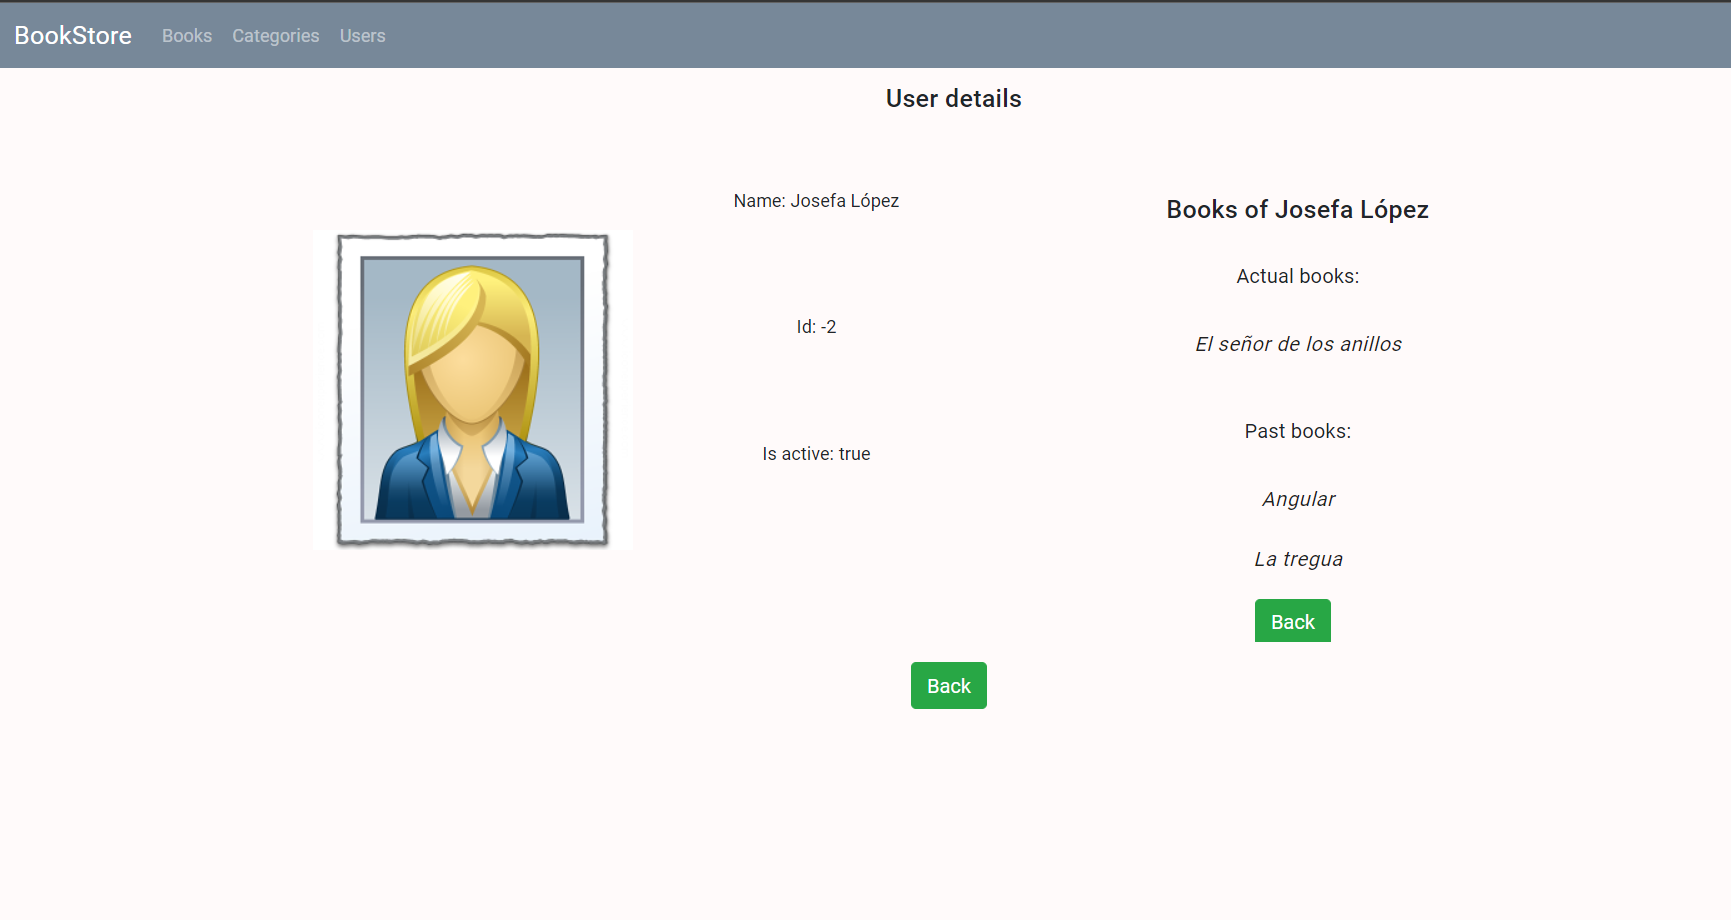 BookStore Books Categories Users
User details
Name: Josefa López
Id: -2
Is active: true
Books of Josefa López
Actual books:
El señor de los anillos
Past books:
Angular
La tregua
Back
Back